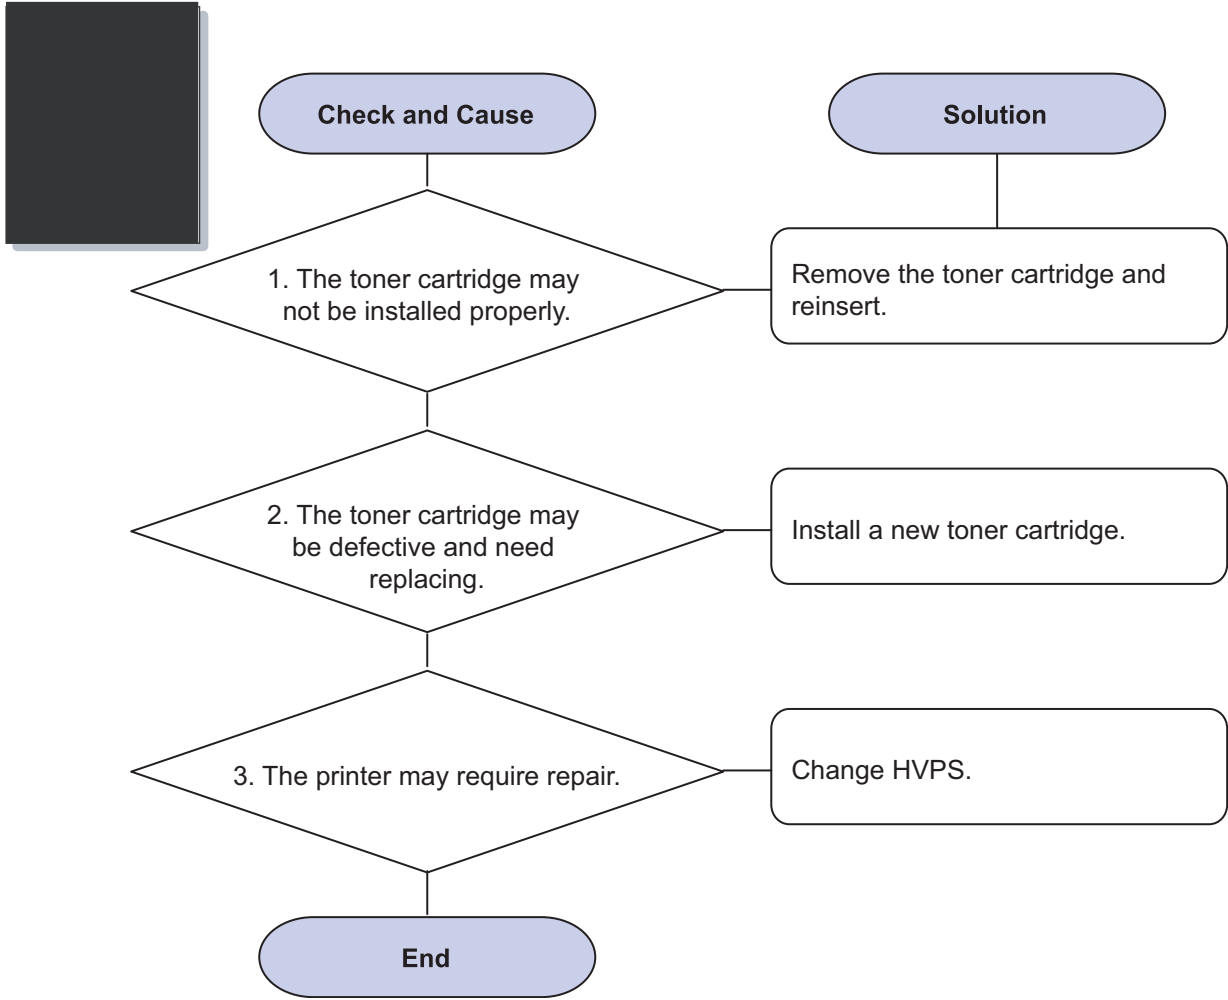 Check and Cause
Solution
1. The toner cartridge may
not be installed properly.
Remove the toner cartridge and
reinsert.
2. The toner cartridge may
be defective and need
replacing.
Install a new toner cartridge.
3. The printer may require repair.
Change HVPS.
End